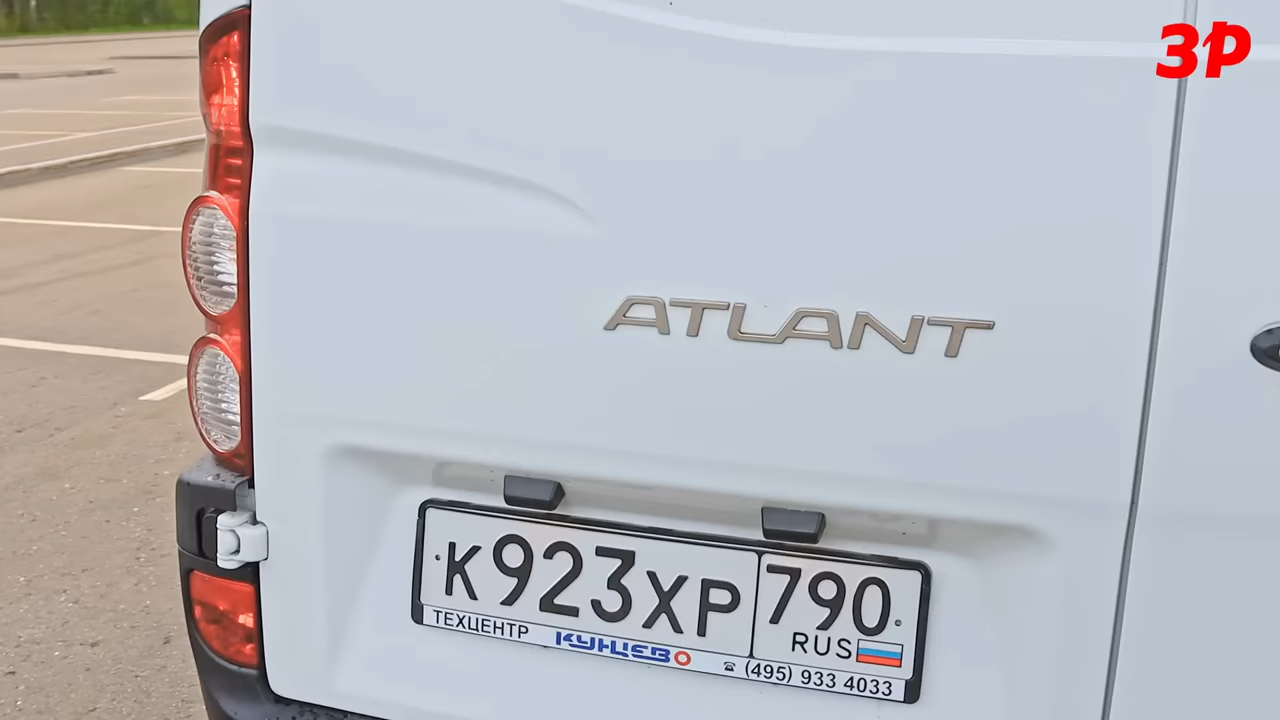 ЗР
ATLANT
К923ХР 790
RUS
ТЕХЦЕНТР КУНЦЕВО ☎ (495) 933 4033